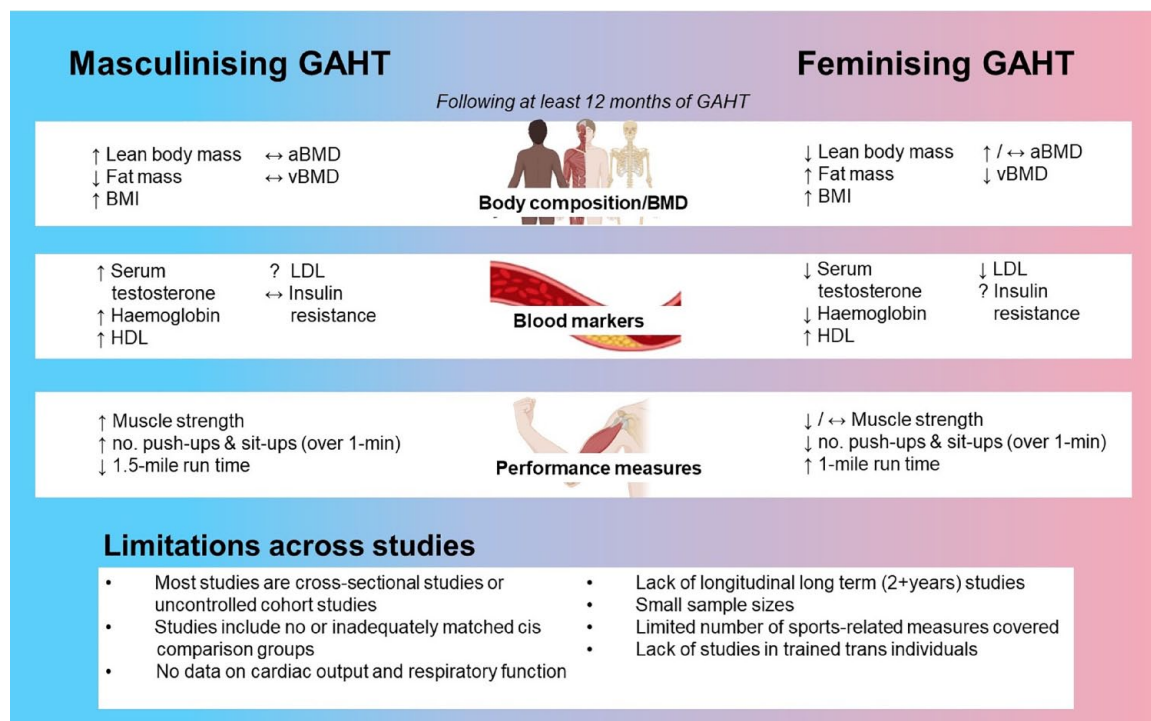 Masculinising GAHT
Feminising GAHT
Following at least 12 months of GAHT
↑ Lean body mass
↓ Fat mass
↑ BMI
↔ aBMD
↔ vBMD
Body composition/BMD
↓ Lean body mass
↑ Fat mass
↑ BMI
↑ / ↔ aBMD
↓ vBMD
↑ Serum
testosterone
↑ Haemoglobin
↑ HDL
? LDL
↔ Insulin
resistance
Blood markers
↓ Serum
testosterone
↓ Haemoglobin
↑ HDL
↓ LDL
? Insulin
resistance
↑ Muscle strength
↑ no. push-ups & sit-ups (over 1-min)
↓ 1.5-mile run time
Performance measures
↓ / ↔ Muscle strength
↓ no. push-ups & sit-ups (over 1-min)
↑ 1-mile run time
Limitations across studies
• Most studies are cross-sectional studies or
uncontrolled cohort studies
• Studies include no or inadequately matched cis
comparison groups
• No data on cardiac output and respiratory function
• Lack of longitudinal long term (2+years) studies
• Small sample sizes
• Limited number of sports-related measures covered
• Lack of studies in trained trans individuals